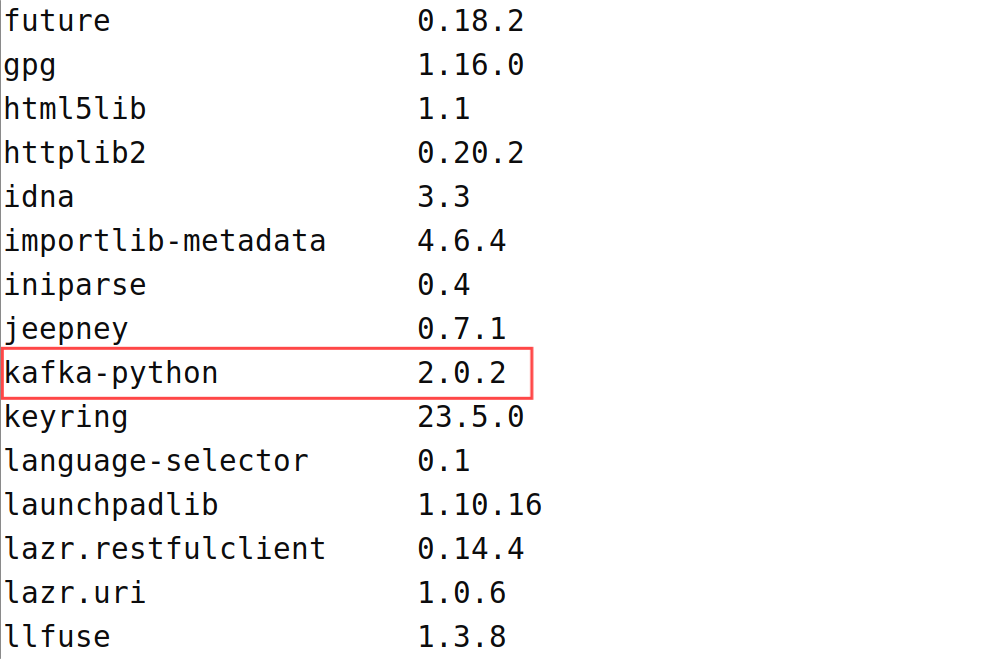 future 0.18.2
gpg 1.16.0
html5lib 1.1
httplib2 0.20.2
idna 3.3
importlib-metadata 4.6.4
iniparse 0.4
jeepney 0.7.1
kafka-python 2.0.2
keyring 23.5.0
language-selector 0.1
launchpadlib 1.10.16
lazr.restfulclient 0.14.4
lazr.uri 1.0.6
llfuse 1.3.8